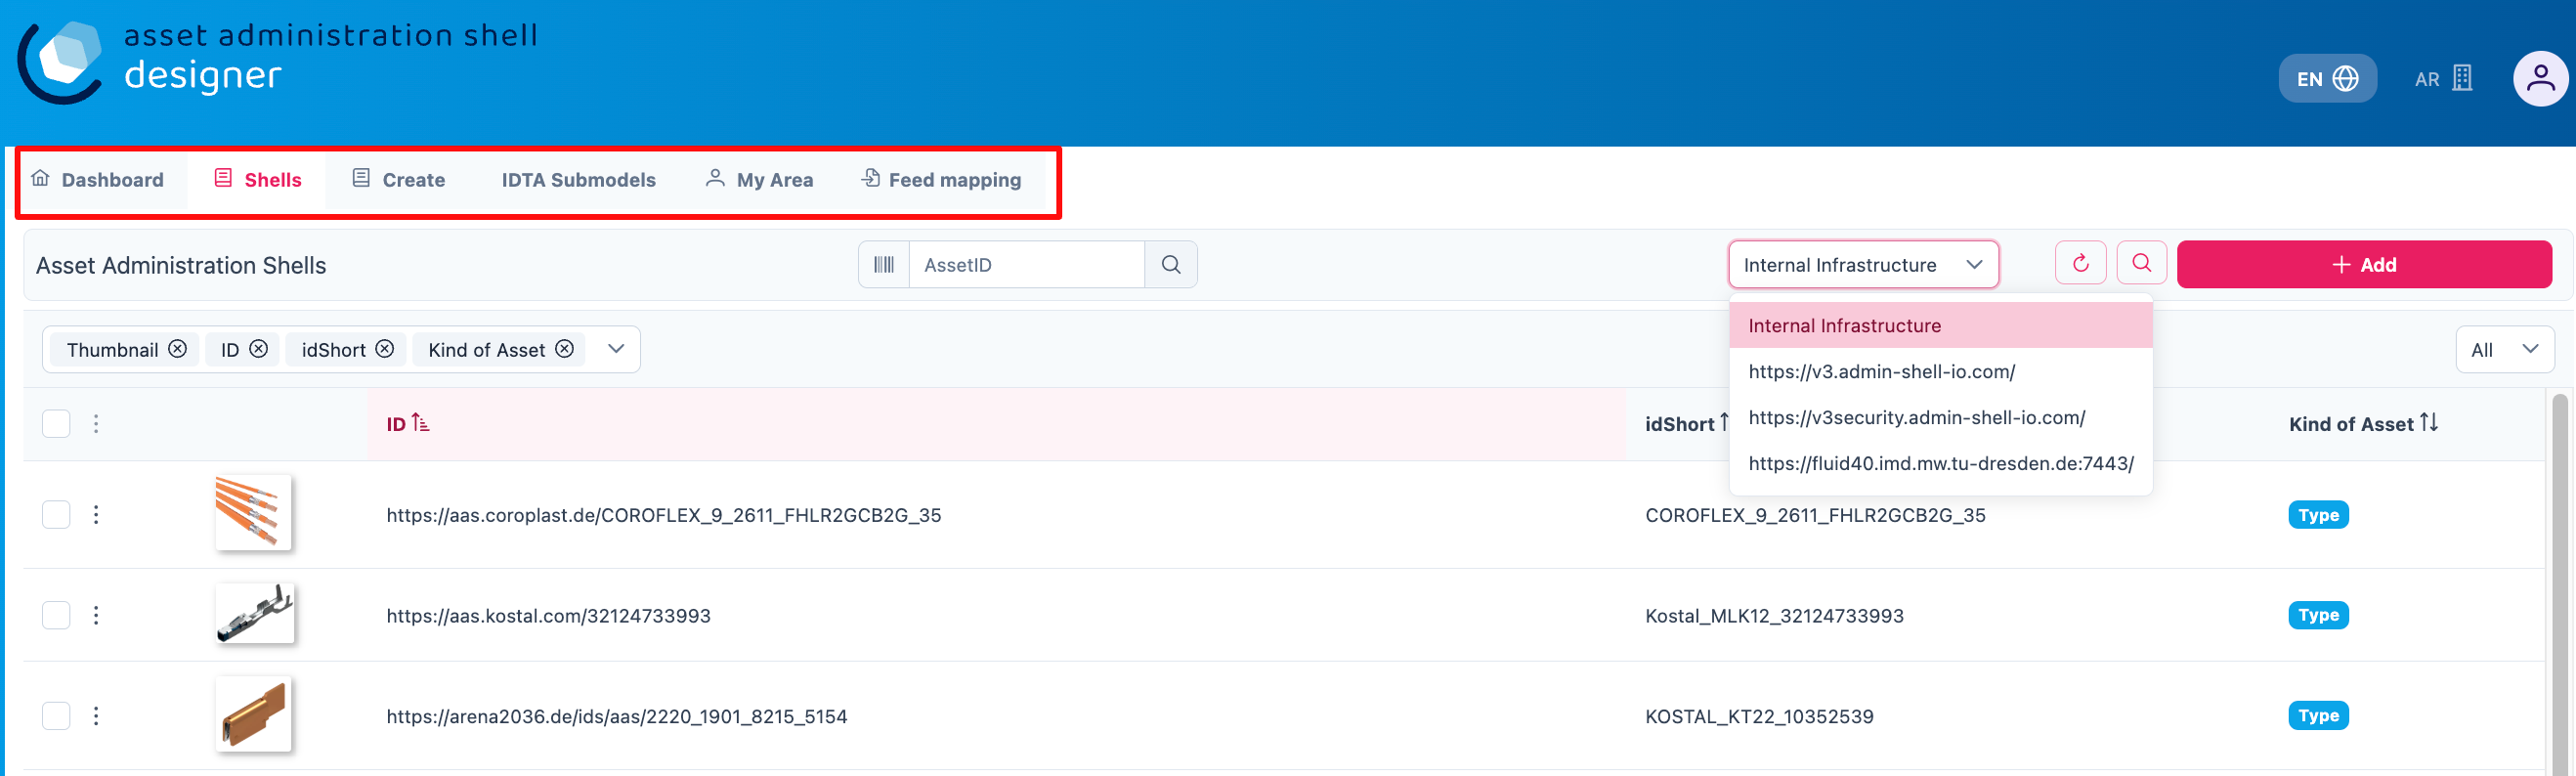 asset administration shell
designer
EN
AR
Dashboard
Shells
Create
IDTA Submodels
My Area
Feed mapping
Asset Administration Shells
AssetID
Internal Infrastructure
Add
Internal Infrastructure
https://v3.admin-shell-io.com/
https://v3security.admin-shell-io.com/
https://fluid40.imd.mw.tu-dresden.de:7443/
Thumbnail
ID
idShort
Kind of Asset
All
ID
idShort
Kind of Asset
https://aas.coroplast.de/COROFLEX_9_2611_FHLR2GCB2G_35
COROFLEX_9_2611_FHLR2GCB2G_35
Type
https://aas.kostal.com/32124733993
Kostal_MLK12_32124733993
Type
https://arena2036.de/ids/aas/2220_1901_8215_5154
KOSTAL_KT22_10352539
Type